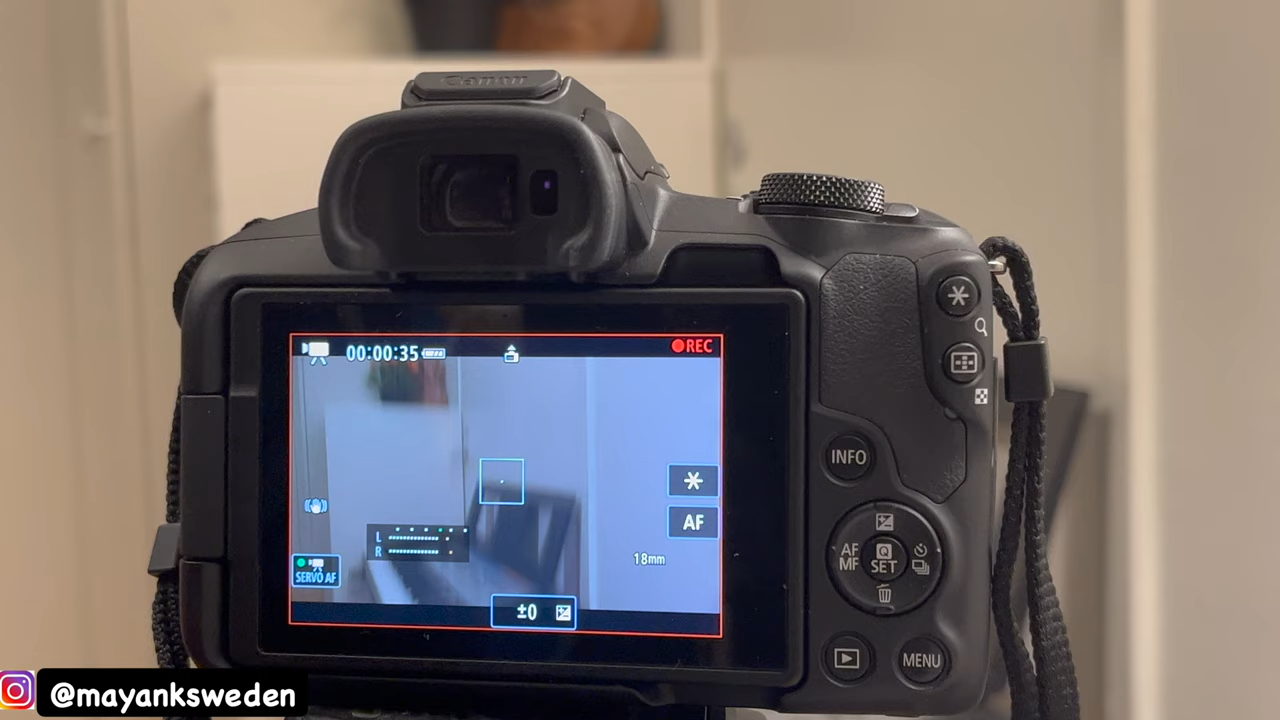 Canon
00:00:35
REC
L
R
AF
18mm
SERVO AF
±0
INFO
AF
MF
Q
SET
MENU
@mayanksweden